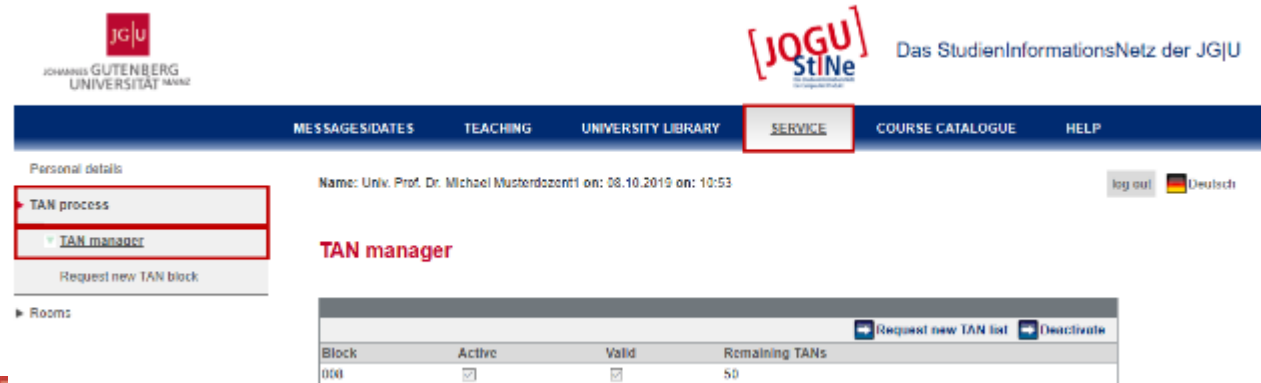 JG|U
JOHANNES GUTENBERG
UNIVERSITÄT MAINZ
JOGU
StINe
Das StudienInformationsNetz der JG|U
MESSAGES/DATES TEACHING UNIVERSITY LIBRARY SERVICE COURSE CATALOGUE HELP
Personal details
Name: Univ. Prof. Dr. Michael Musterdozent1 on: 08.10.2019 on: 10:53
log out Deutsch
TAN process
TAN manager
Request new TAN block
Rooms
TAN manager
Request new TAN list Deactivate
Block Active Valid Remaining TANs
008 50